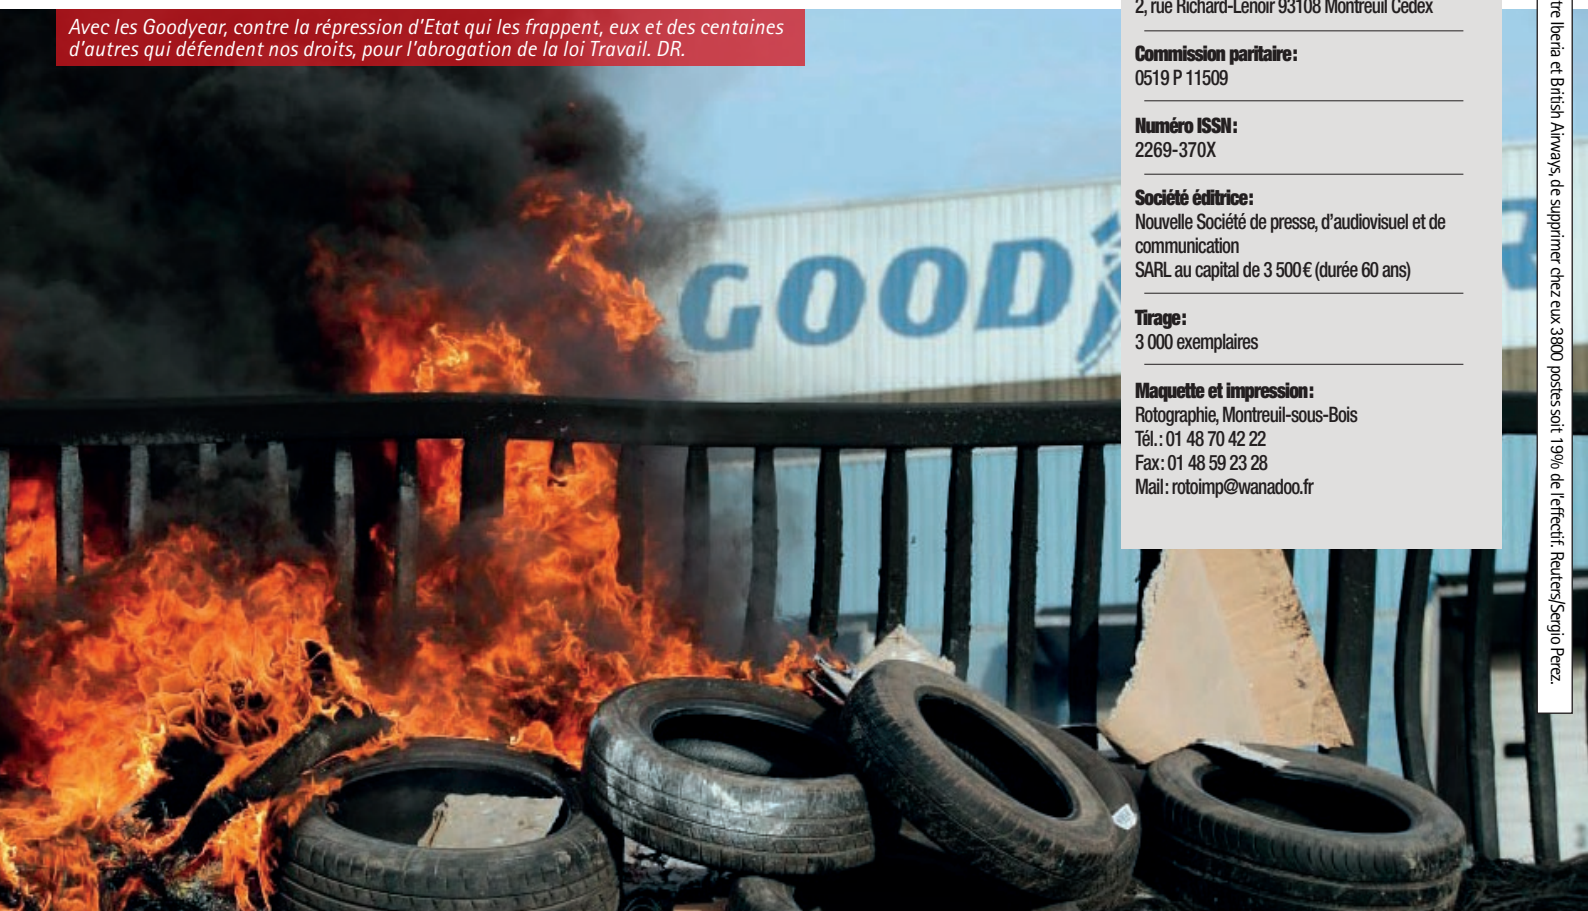 Avec les Goodyear, contre la répression d'Etat qui les frappent, eux et des centaines
d'autres qui défendent nos droits, pour l'abrogation de la loi Travail. DR.
GOOD
2, rue Richard-Lenoir 93108 Montreuil Cedex
Commission paritaire:
0519 P 11509
Numéro ISSN:
2269-370X
Société éditrice:
Nouvelle Société de presse, d'audiovisuel et de
communication
SARL au capital de 3 500 € (durée 60 ans)
Tirage:
3 000 exemplaires
Maquette et impression:
Rotographie, Montreuil-sous-Bois
Tél.: 01 48 70 42 22
Fax: 01 48 59 23 28
Mail: rotoimp@wanadoo.fr
tre Iberia et British Airways, de supprimer chez eux 3800 postes soit 19% de l'effectif. Reuters/Sergio Perez.